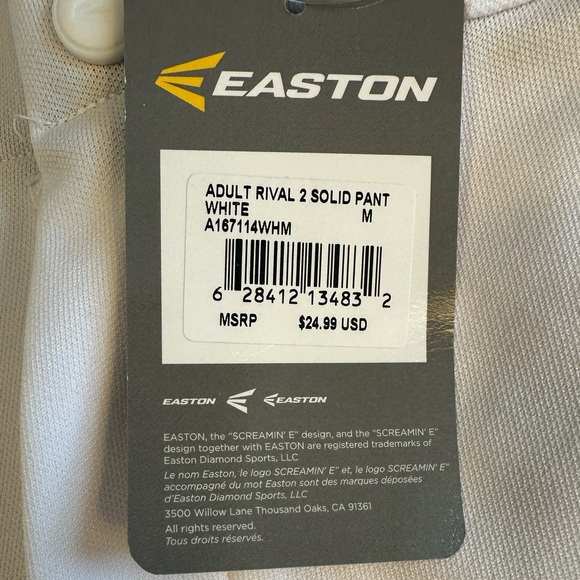 EASTON
ADULT RIVAL 2 SOLID PANT
WHITE M
A167114WHM
6 28412 13483 2
MSRP $24.99 USD
EASTON EASTON
EASTON, the "SCREAMIN' E" design, and the "SCREAMIN' E"
design together with EASTON are registered trademarks of
Easton Diamond Sports, LLC
Le nom Easton, le logo SCREAMIN' E" et, le logo SCREAMIN' E"
accompagné du mot Easton sont des marques déposées
d'Easton Diamond Sports, LLC
3500 Willow Lane Thousand Oaks, CA 91361
All rights reserved.
Tous droits réservés.